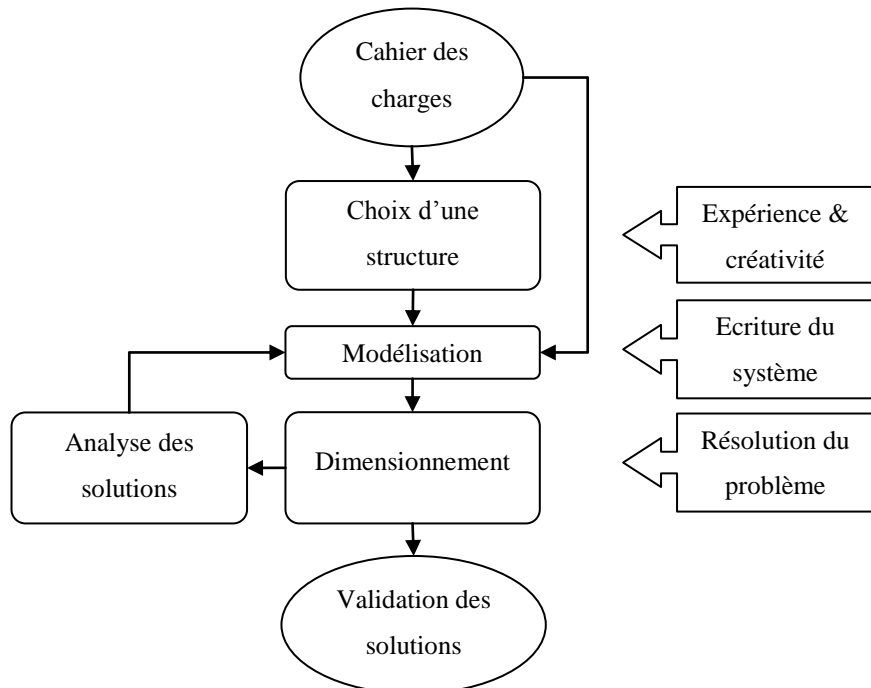 Cahier des
charges
Choix d’une
structure
Expérience &
créativité
Modélisation
Ecriture du
système
Analyse des
solutions
Dimensionnement
Résolution du
problème
Validation des
solutions